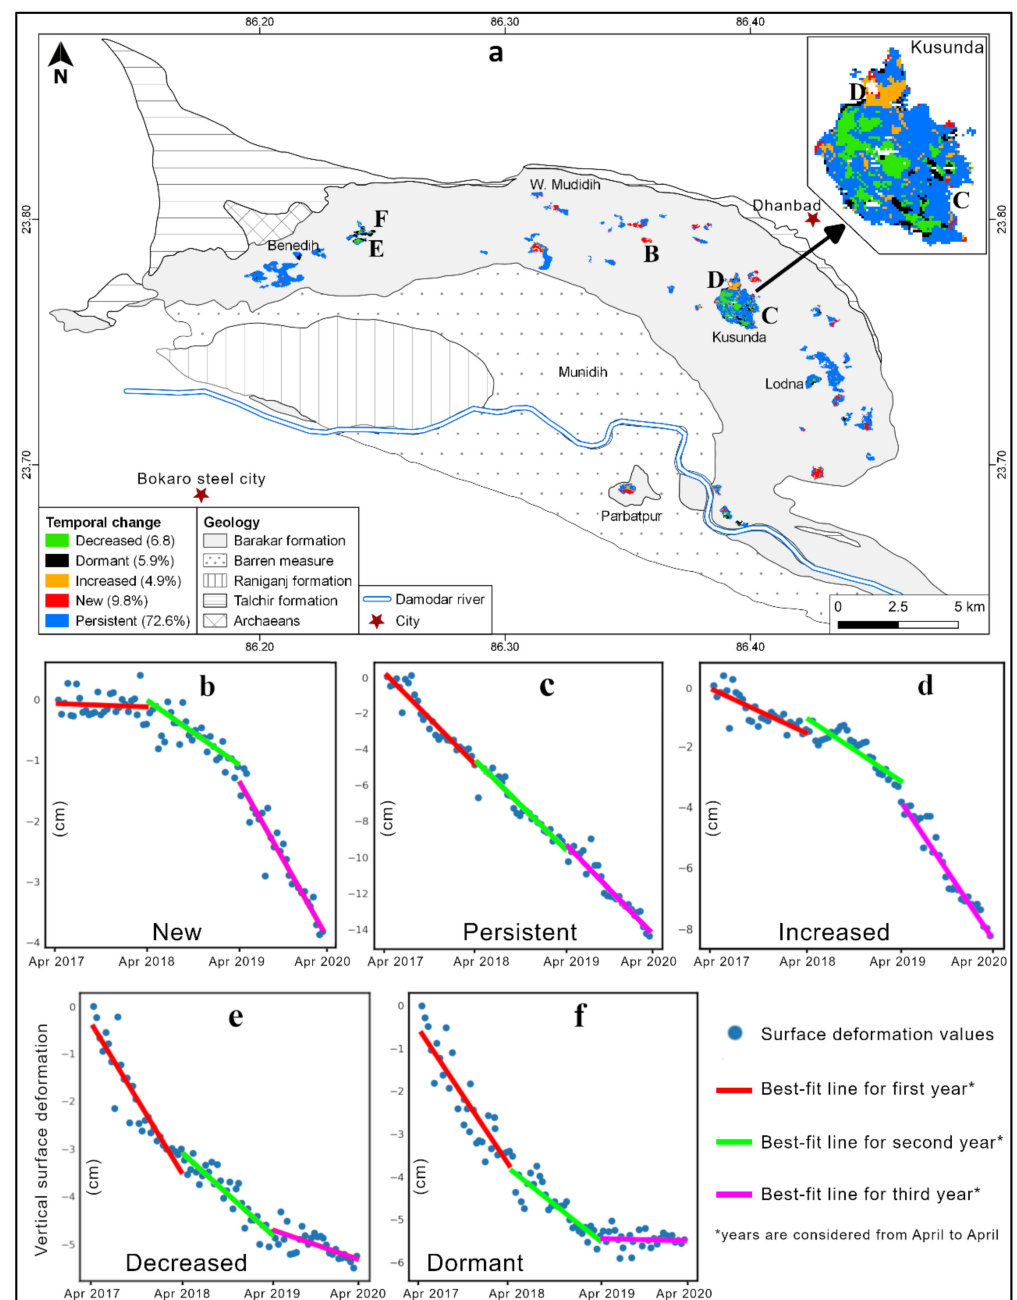 86.20 86.30 86.40
a
N
Kusunda
D
C
23.80
23.80
W. Mudidih
Dhanbad
F
E
Benedih
B
D
C
Kusunda
Munidih
Lodna
23.70
23.70
Bokaro steel city
Parbatpur
Temporal change
Decreased (6.8)
Dormant (5.9%)
Increased (4.9%)
New (9.8%)
Persistent (72.6%)
Geology
Barakar formation
Barren measure
Raniganj formation
Talchir formation
Archaeans
Damodar river
City
0 2.5 5 km
86.20 86.30 86.40
b
0
−1
−2
−3
−4
(cm)
New
Apr 2017 Apr 2018 Apr 2019 Apr 2020
c
0
−2
−4
−6
−8
−10
−12
−14
(cm)
Persistent
Apr 2017 Apr 2018 Apr 2019 Apr 2020
d
0
−2
−4
−6
−8
(cm)
Increased
Apr 2017 Apr 2018 Apr 2019 Apr 2020
Vertical surface deformation
(cm)
e
0
−1
−2
−3
−4
−5
Decreased
Apr 2017 Apr 2018 Apr 2019 Apr 2020
f
0
−1
−2
−3
−4
−5
−6
(cm)
Dormant
Apr 2017 Apr 2018 Apr 2019 Apr 2020
Surface deformation values
Best-fit line for first year*
Best-fit line for second year*
Best-fit line for third year*
*years are considered from April to April